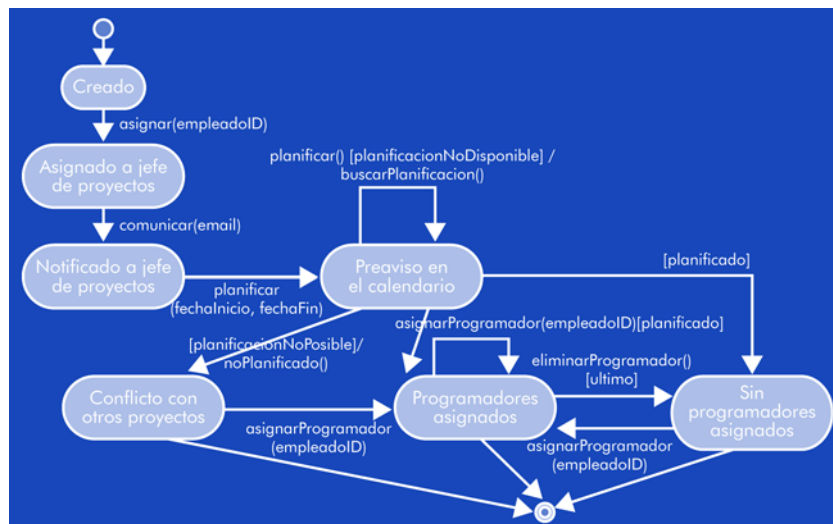 Creado
asignar(empleadoID)
Asignado a jefe
de proyectos
planificar() [planificacionNoDisponible] /
buscarPlanificacion()
comunicar(email)
Notificado a jefe
de proyectos
planificar
(fechaInicio, fechaFin)
Preaviso en
el calendario
[planificado]
[planificacionNoPosible]/
noPlanificado()
asignarProgramador(empleadoID)[planificado]
eliminarProgramador()
[ultimo]
Conflicto con
otros proyectos
asignarProgramador
(empleadoID)
Programadores
asignados
Sin
programadores
asignados
asignarProgramador
(empleadoID)